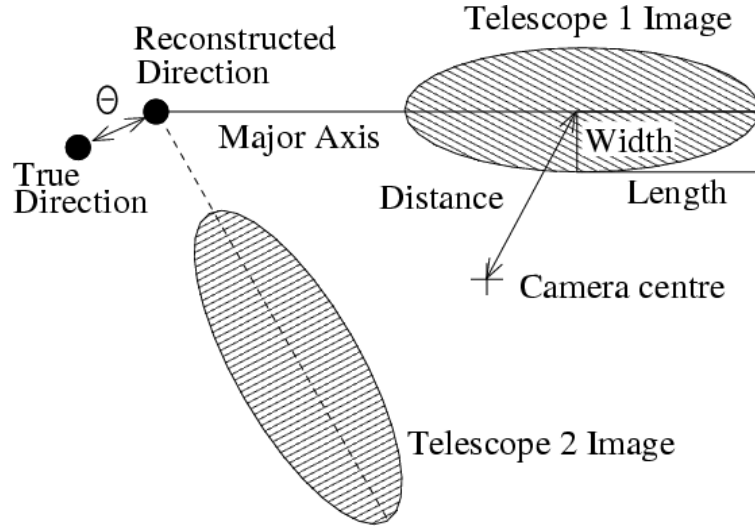 Telescope 1 Image
Reconstructed
Direction
Θ
Major Axis
Width
True
Direction
Distance
Length
Camera centre
Telescope 2 Image